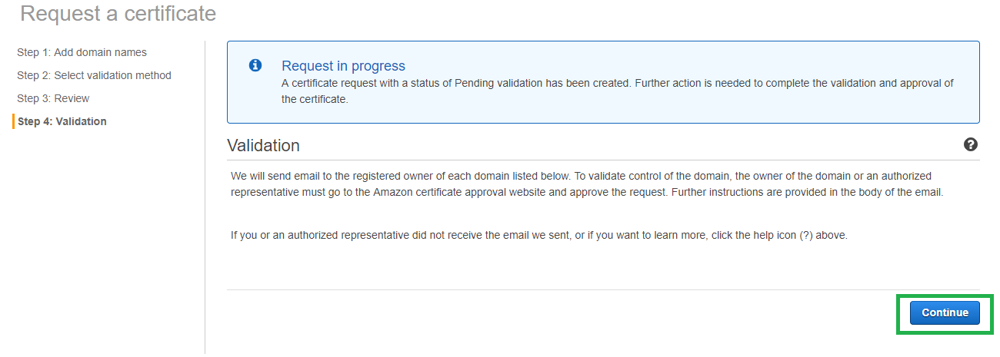 Request a certificate
Step 1: Add domain names
Step 2: Select validation method
Step 3: Review
Step 4: Validation
Request in progress
A certificate request with a status of Pending validation has been created. Further action is needed to complete the validation and approval of
the certificate.
Validation
?
We will send email to the registered owner of each domain listed below. To validate control of the domain, the owner of the domain or an authorized
representative must go to the Amazon certificate approval website and approve the request. Further instructions are provided in the body of the email.
If you or an authorized representative did not receive the email we sent, or if you want to learn more, click the help icon (?) above.
Continue